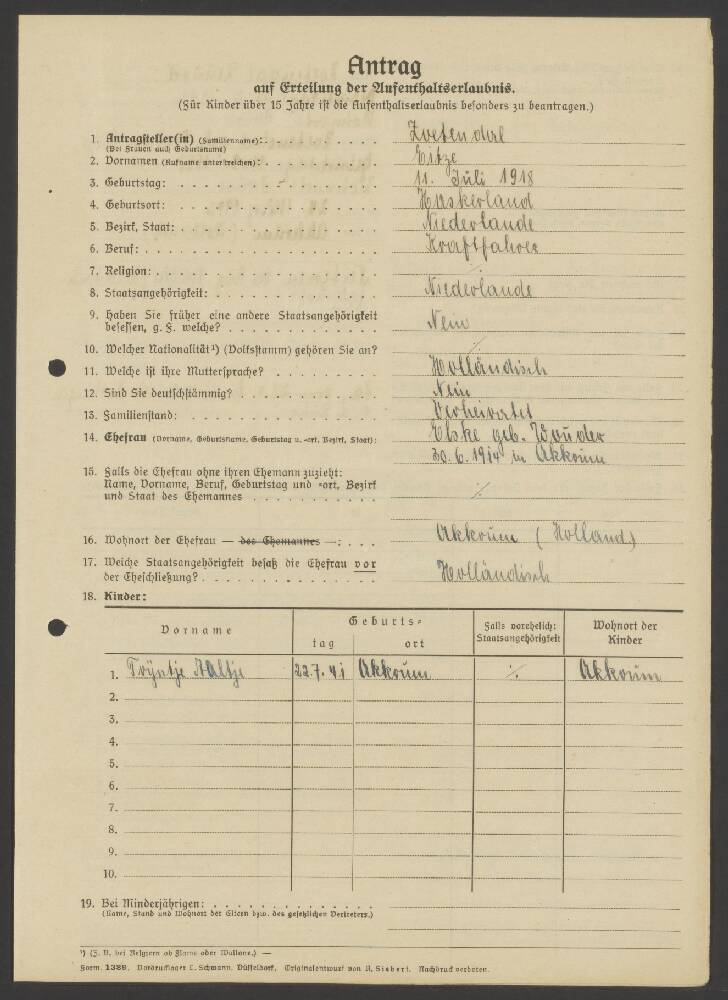 Antrag
auf Erteilung der Aufenthaltserlaubnis.
(Für Kinder über 15 Jahre ist die Aufenthaltserlaubnis besonders zu beantragen.)
1. Antragsteller(in) (Familienname): Zoetendal
(Bei Frauen auch Geburtsname)
2. Vornamen (Rufname unterstreichen): Eitze
3. Geburtstag: 11. Juli 1918
4. Geburtsort: Haskerland
5. Bezirk, Staat: Niederlande
6. Beruf: Kraftfahrer
7. Religion: ·/.
8. Staatsangehörigkeit: Niederlande
9. Haben Sie früher eine andere Staatsangehörigkeit
besessen, g. F. welche? Nein
10. Welcher Nationalität¹) (Volksstamm) gehören Sie an? ·/.
11. Welche ist ihre Muttersprache? Holländisch
12. Sind Sie deutschstämmig? Nein
13. Familienstand: Verheiratet
14. Ehefrau (Vorname, Geburtsname, Geburtstag u. -ort, Bezirk, Staat): Elske geb. Wouder
30.6.1914 in Akkrum
15. Falls die Ehefrau ohne ihren Ehemann zuzieht:
Name, Vorname, Beruf, Geburtstag und -ort, Bezirk
und Staat des Ehemannes ·/.
16. Wohnort der Ehefrau — des Ehemannes —: Akkrum (Holland)
17. Welche Staatsangehörigkeit besaß die Ehefrau vor
der Eheschließung? Holländisch
18. Kinder:
Vorname Geburts- Falls vorehelich: Staatsangehörigkeit Wohnort der Kinder
tag ort
1. Trijntje Aaltje 22.7.41 Akkrum ·/. Akkrum
2.
3.
4.
5.
6.
7.
8.
9.
10.
19. Bei Minderjährigen:
(Name, Stand und Wohnort der Eltern bzw. des gesetzlichen Vertreters.)
¹) (Z. B. bei Belgiern ob Flame oder Wallone.) —
Form. 1389. Vordrucklager L. Schwann, Düsseldorf. Originalentwurf von R. Siebert. Nachdruck verboten.